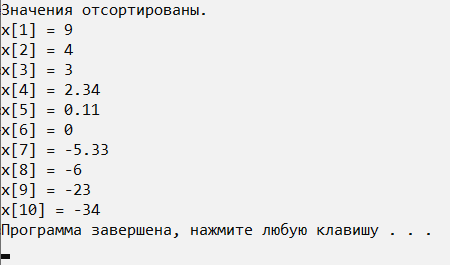 Значения отсортированы.
x[1] = 9
x[2] = 4
x[3] = 3
x[4] = 2.34
x[5] = 0.11
x[6] = 0
x[7] = -5.33
x[8] = -6
x[9] = -23
x[10] = -34
Программа завершена, нажмите любую клавишу . . .